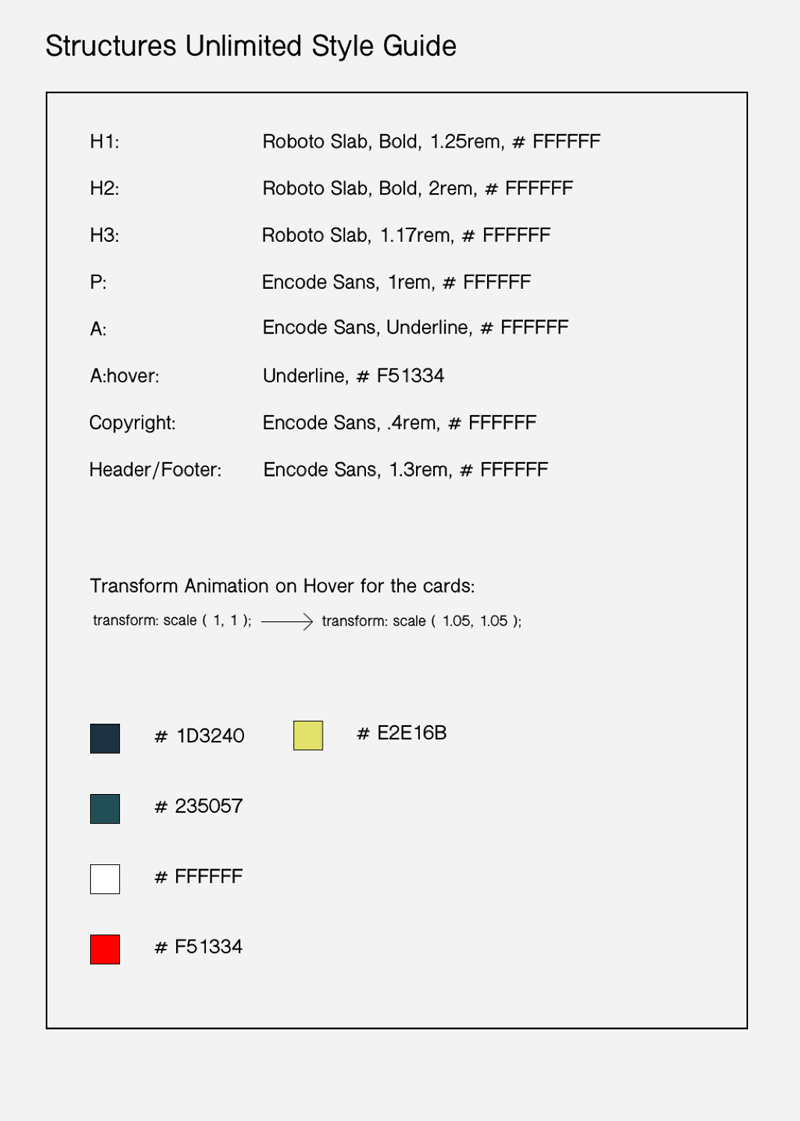 Structures Unlimited Style Guide
H1: Roboto Slab, Bold, 1.25rem, # FFFFFF
H2: Roboto Slab, Bold, 2rem, # FFFFFF
H3: Roboto Slab, 1.17rem, # FFFFFF
P: Encode Sans, 1rem, # FFFFFF
A: Encode Sans, Underline, # FFFFFF
A:hover: Underline, # F51334
Copyright: Encode Sans, .4rem, # FFFFFF
Header/Footer: Encode Sans, 1.3rem, # FFFFFF
Transform Animation on Hover for the cards:
transform: scale ( 1, 1 ); transform: scale ( 1.05, 1.05 );
# 1D3240 # E2E16B
# 235057
# FFFFFF
# F51334